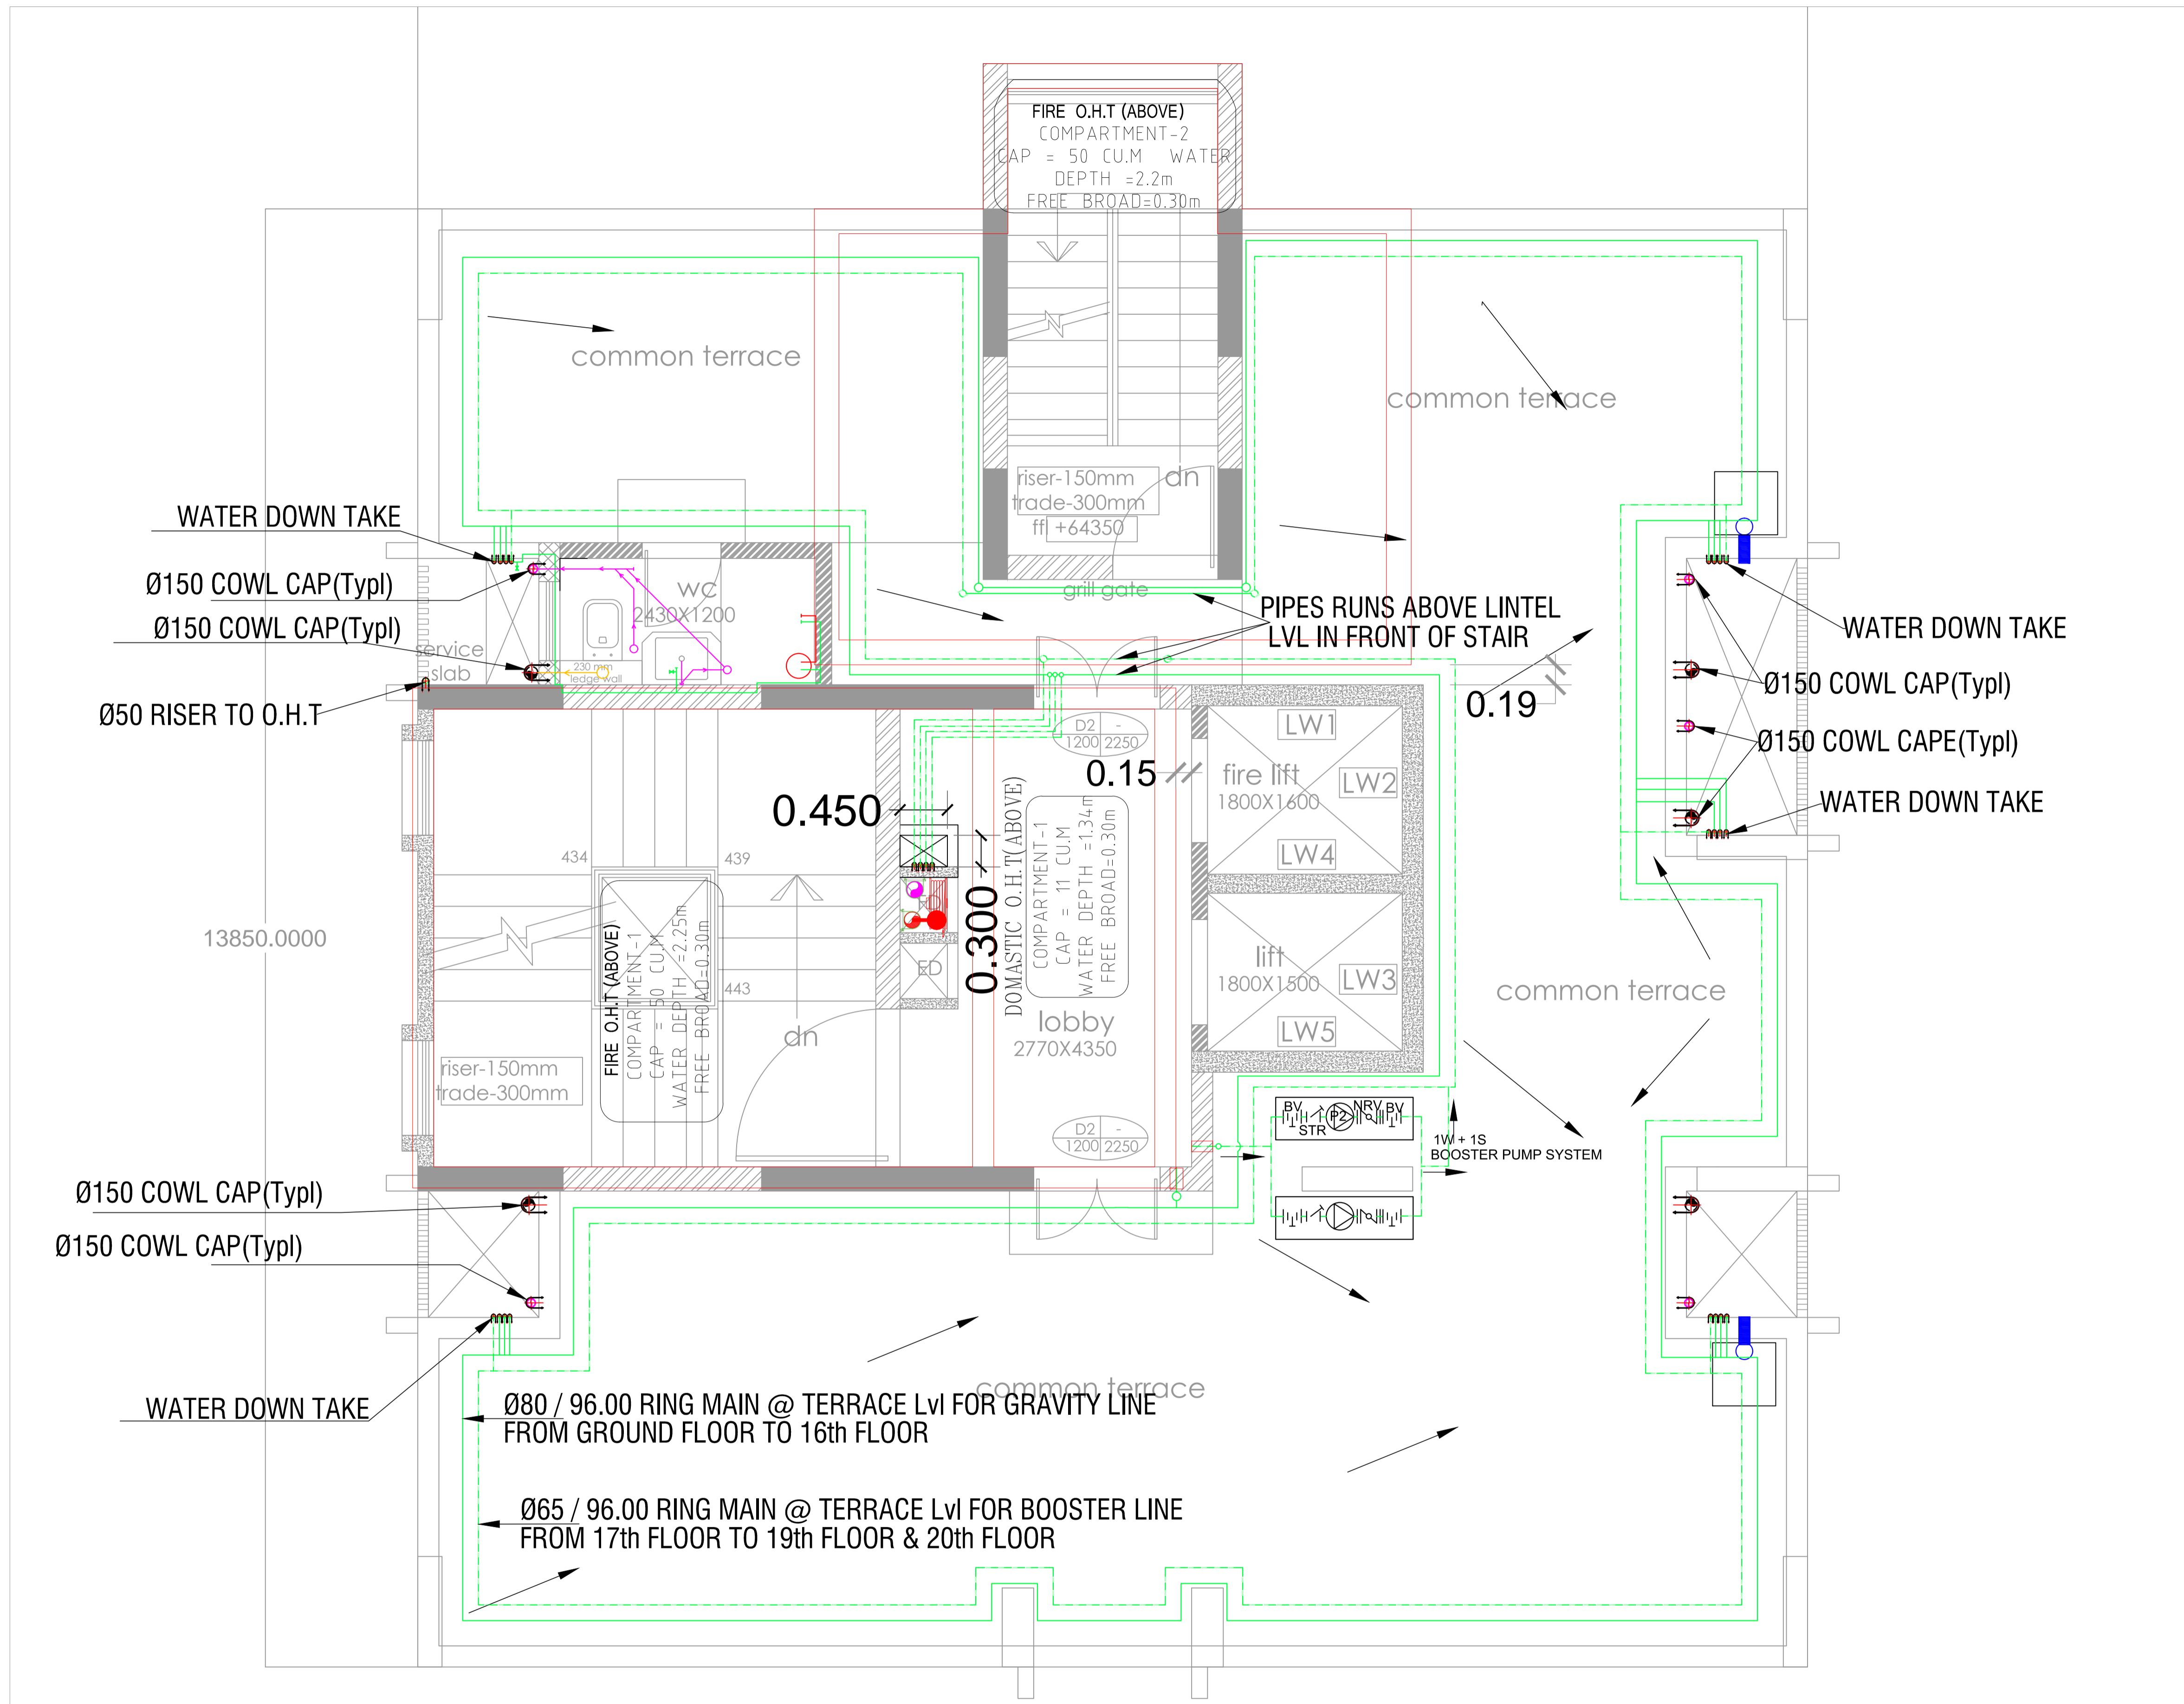 FIRE O.H.T (ABOVE)
COMPARTMENT-2
CAP = 50 CU.M WATER
DEPTH =2.2m
FREE BROAD=0.30m
common terrace
common terrace
riser-150mm
trade-300mm
ffl +64350
dn
grill gate
WATER DOWN TAKE
Ø150 COWL CAP(Typl)
Ø150 COWL CAP(Typl)
service
slab
Ø50 RISER TO O.H.T
wc
2430X1200
230 mm
ledge wall
PIPES RUNS ABOVE LINTEL
LVL IN FRONT OF STAIR
WATER DOWN TAKE
Ø150 COWL CAP(Typl)
Ø150 COWL CAPE(Typl)
WATER DOWN TAKE
0.19
D2 -
1200 2250
0.15
0.450
0.300
LW1
fire lift
1800X1600
LW2
LW4
lift
1800X1500
LW3
LW5
434
439
443
13850.0000
FIRE O.H.T (ABOVE)
COMPARTMENT-1
CAP = 50 CU.M
WATER DEPTH =2.25m
FREE BROAD=0.30m
dn
ED
DOMASTIC O.H.T(ABOVE)
COMPARTMENT-1
CAP = 11 CU.M
WATER DEPTH =1.34m
FREE BROAD=0.30m
lobby
2770X4350
common terrace
riser-150mm
trade-300mm
D2 -
1200 2250
BV
STR
P2
NRV
BV
1W + 1S
BOOSTER PUMP SYSTEM
Ø150 COWL CAP(Typl)
Ø150 COWL CAP(Typl)
WATER DOWN TAKE
common terrace
Ø80 / 96.00 RING MAIN @ TERRACE Lvl FOR GRAVITY LINE
FROM GROUND FLOOR TO 16th FLOOR
Ø65 / 96.00 RING MAIN @ TERRACE Lvl FOR BOOSTER LINE
FROM 17th FLOOR TO 19th FLOOR & 20th FLOOR